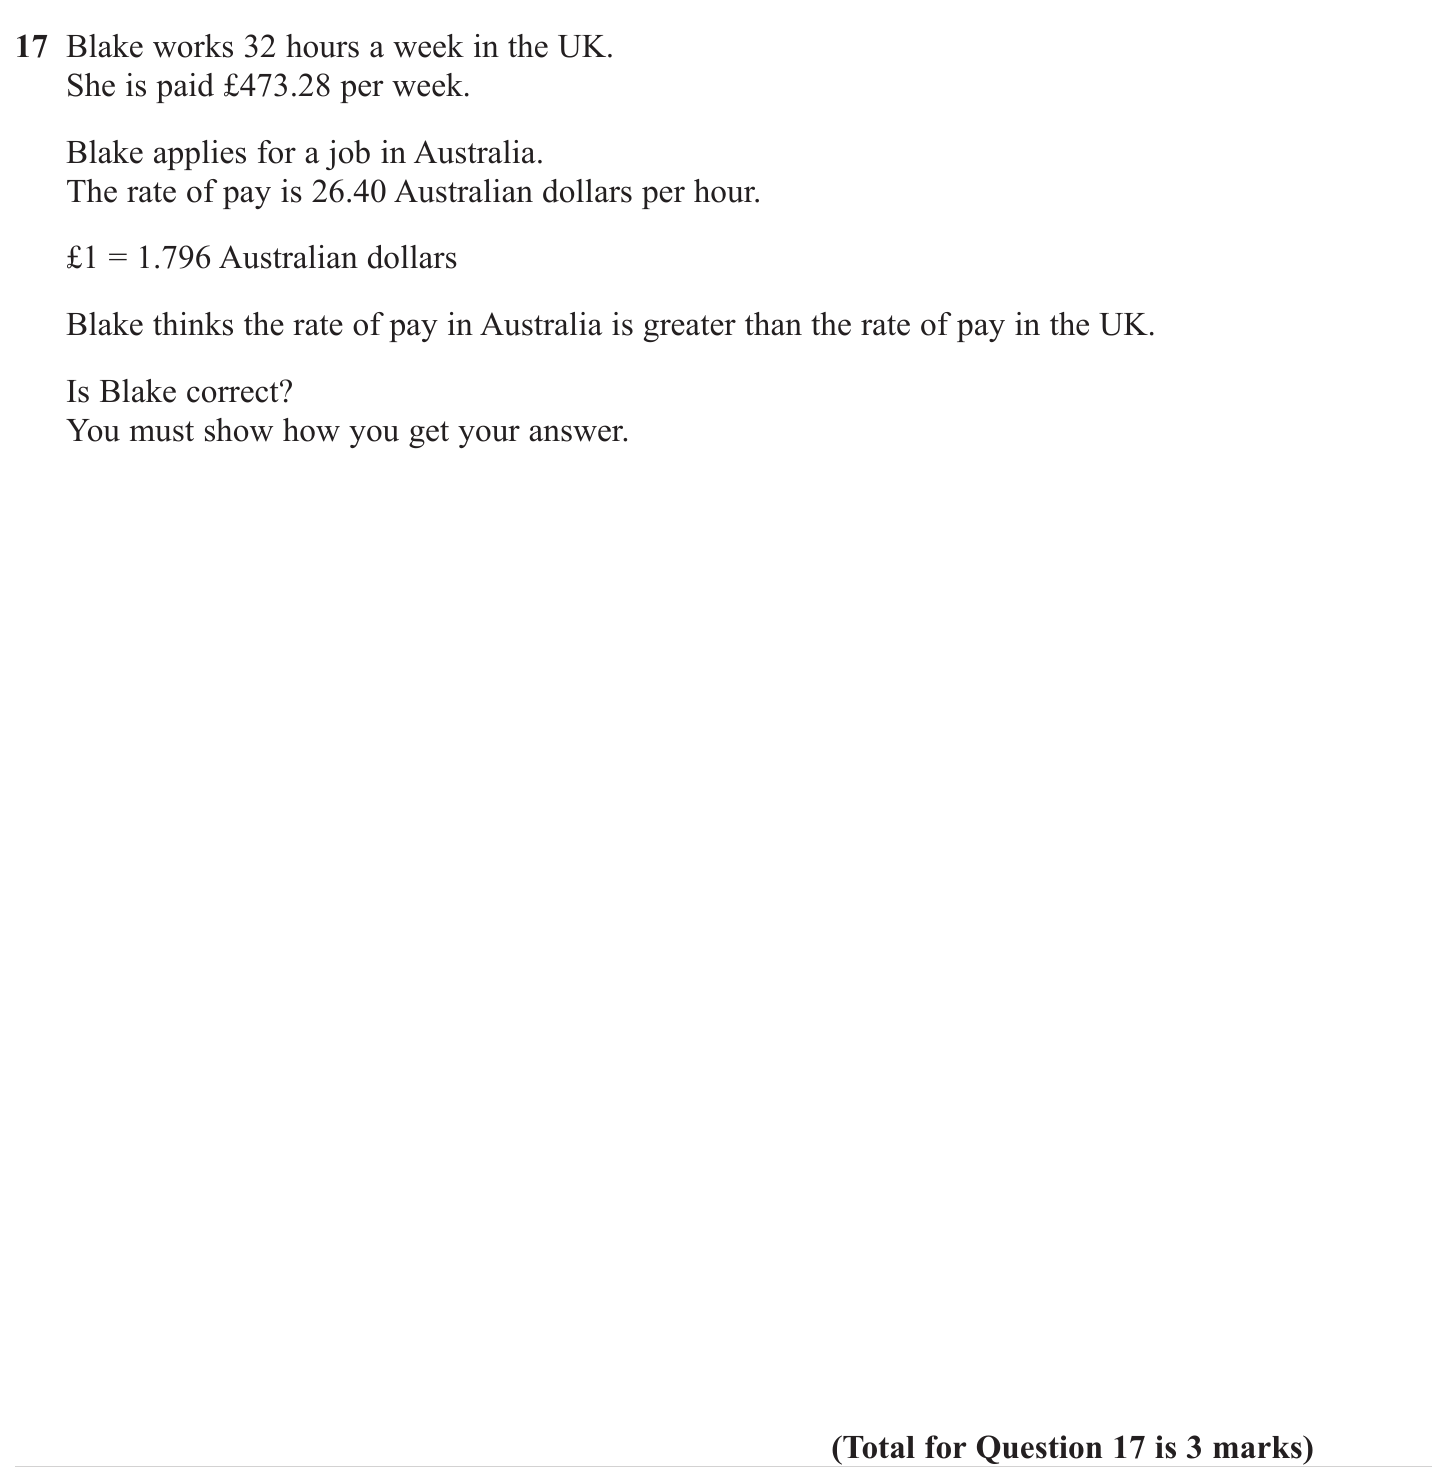 17 Blake works 32 hours a week in the UK.
She is paid £473.28 per week.
Blake applies for a job in Australia.
The rate of pay is 26.40 Australian dollars per hour.
£1 = 1.796 Australian dollars
Blake thinks the rate of pay in Australia is greater than the rate of pay in the UK.
Is Blake correct?
You must show how you get your answer.
(Total for Question 17 is 3 marks)